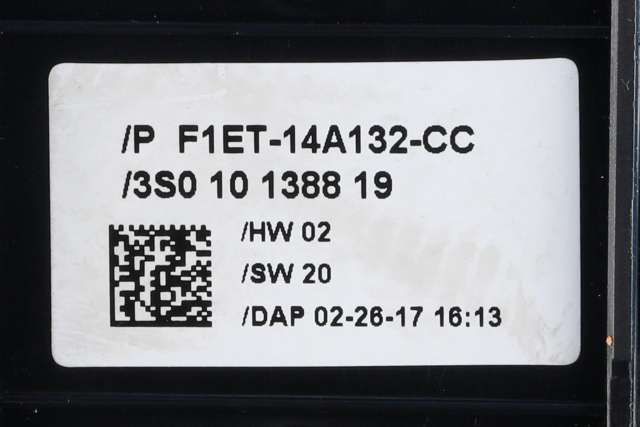 /P F1ET-14A132-CC
/3S0 10 1388 19
/HW 02
/SW 20
/DAP 02-26-17 16:13